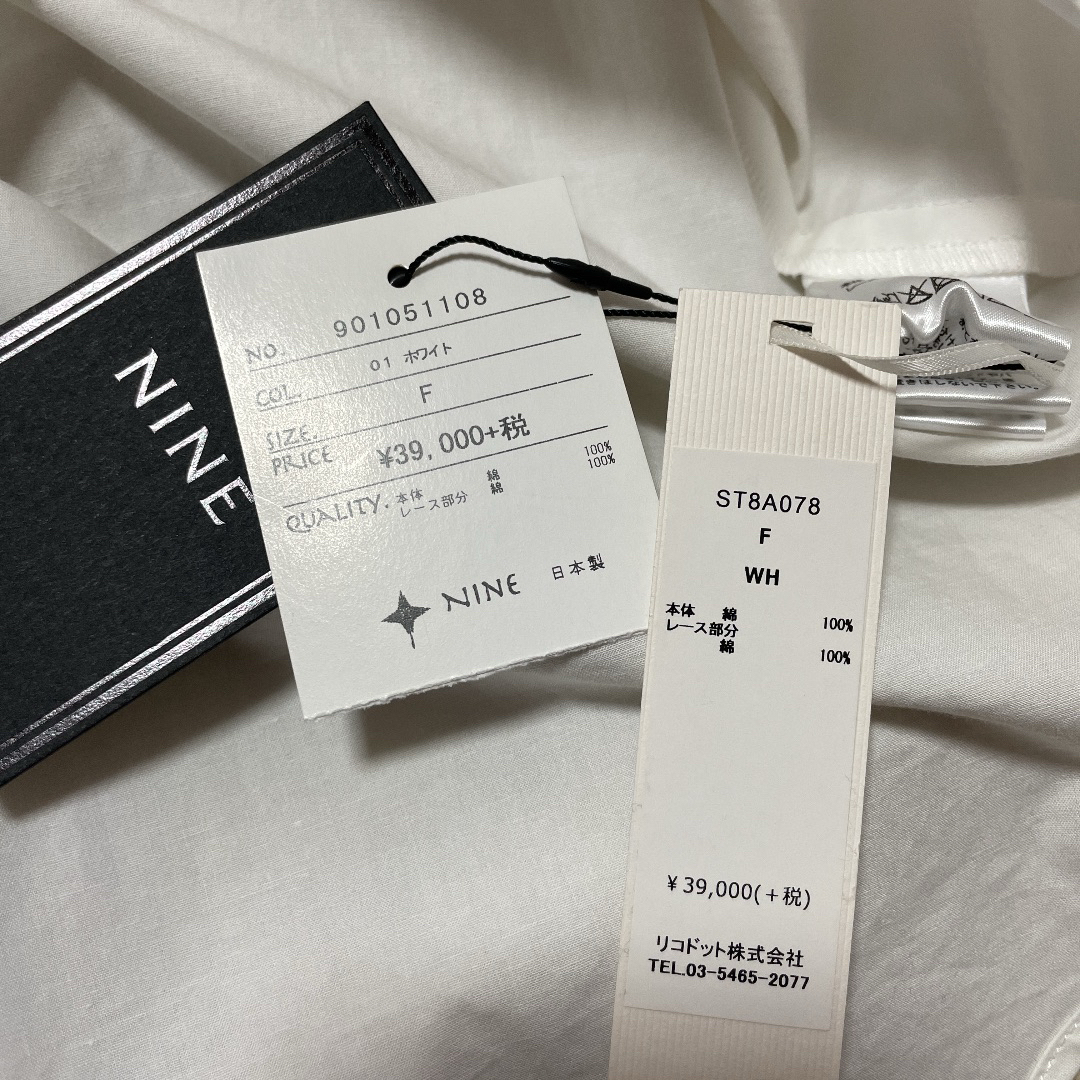 NINE
NO. 901051108
COL. 01 ホワイト
SIZE. F
PRICE ¥39,000+税
QUALITY. 本体 綿 100%
レース部分 綿 100%
NINE 日本製
ST8A078
F
WH
本体 綿 100%
レース部分
綿 100%
¥39,000(+税)
リコドット株式会社
TEL.03-5465-2077